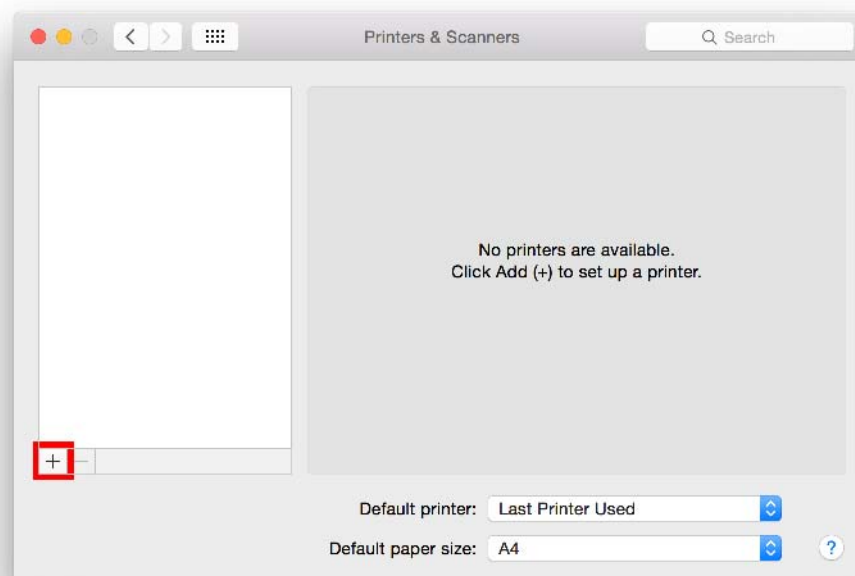 Printers & Scanners
Search
No printers are available.
Click Add (+) to set up a printer.
+
−
Default printer: Last Printer Used
Default paper size: A4
?